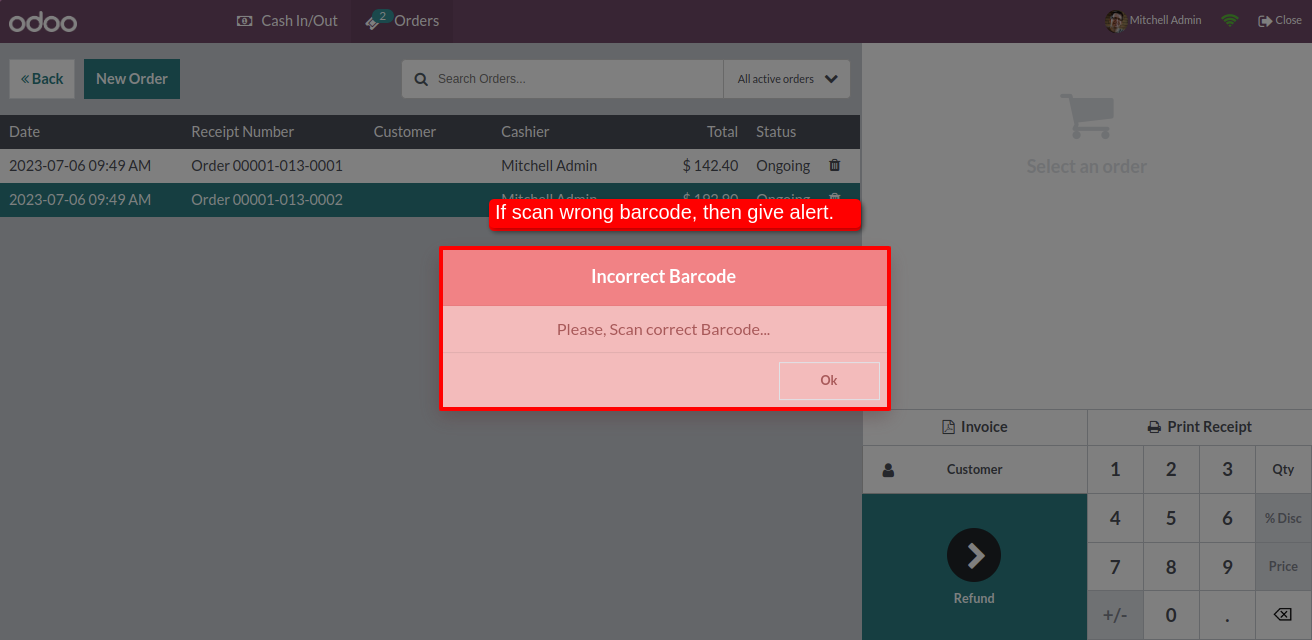 odoo Cash In/Out 2 Orders Mitchell Admin Close
Back New Order Search Orders... All active orders
Date Receipt Number Customer Cashier Total Status
2023-07-06 09:49 AM Order 00001-013-0001 Mitchell Admin $ 142.40 Ongoing
2023-07-06 09:49 AM Order 00001-013-0002 Mitchell Admin Ongoing
Select an order
If scan wrong barcode, then give alert.
Incorrect Barcode
Please, Scan correct Barcode...
Ok
Invoice Print Receipt
Customer 1 2 3 Qty
4 5 6 % Disc
7 8 9 Price
Refund
+/- 0 .